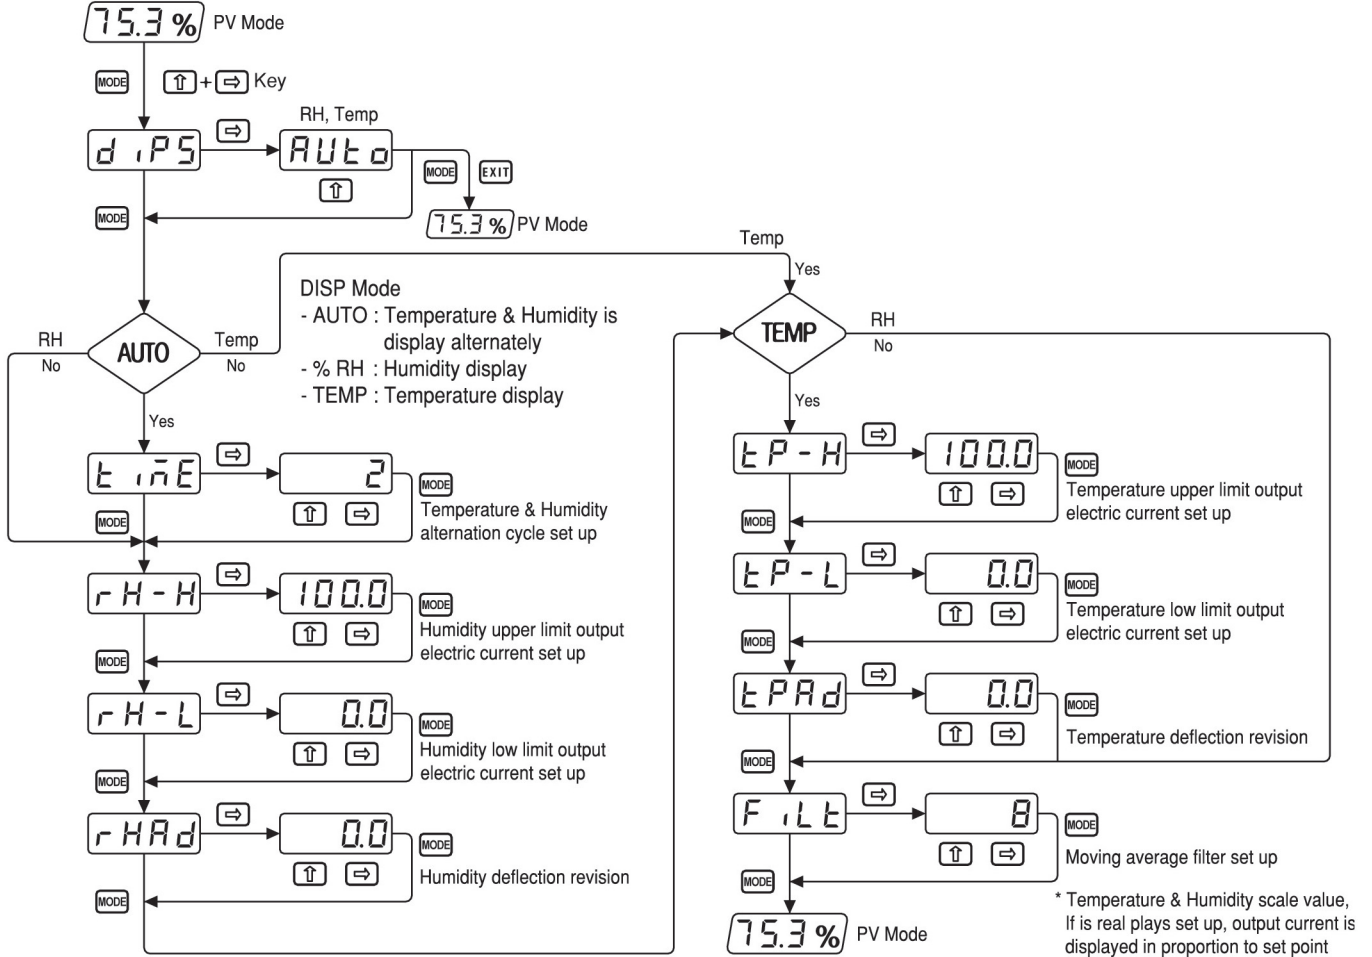 75.3 % PV Mode
MODE ⇧ + ⇨ Key
RH, Temp
diPS ⇨ AUto
MODE EXIT
⇧
MODE
75.3 % PV Mode
Temp
Yes
DISP Mode
- AUTO : Temperature & Humidity is
display alternately
- % RH : Humidity display
- TEMP : Temperature display
RH
No
AUTO
Temp
No
Yes
TEMP
RH
No
Yes
timE ⇨ 2
MODE
⇧ ⇨
Temperature & Humidity
alternation cycle set up
MODE
rH-H ⇨ 100.0
MODE
⇧ ⇨
Humidity upper limit output
electric current set up
MODE
rH-L ⇨ 0.0
MODE
⇧ ⇨
Humidity low limit output
electric current set up
MODE
rHAd ⇨ 0.0
MODE
⇧ ⇨
Humidity deflection revision
MODE
tP-H ⇨ 100.0
MODE
⇧ ⇨
Temperature upper limit output
electric current set up
MODE
tP-L ⇨ 0.0
MODE
⇧ ⇨
Temperature low limit output
electric current set up
MODE
tPAd ⇨ 0.0
MODE
⇧ ⇨
Temperature deflection revision
MODE
FiLt ⇨ 8
MODE
⇧ ⇨
Moving average filter set up
MODE
75.3 % PV Mode
* Temperature & Humidity scale value,
If is real plays set up, output current is
displayed in proportion to set point